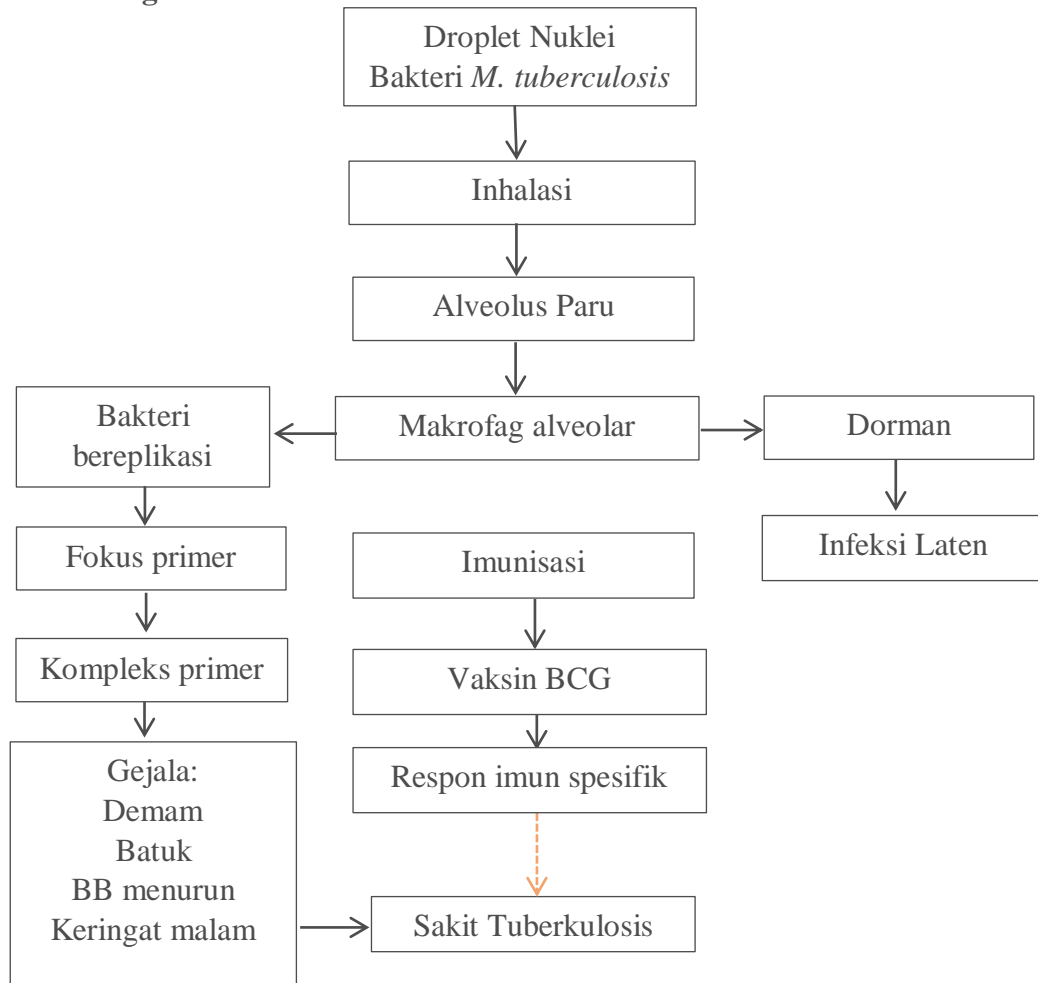 g
Droplet Nuklei
Bakteri M. tuberculosis
Inhalasi
Alveolus Paru
Bakteri
bereplikasi
Makrofag alveolar
Dorman
Fokus primer
Imunisasi
Infeksi Laten
Kompleks primer
Vaksin BCG
Gejala:
Demam
Batuk
BB menurun
Keringat malam
Respon imun spesifik
Sakit Tuberkulosis